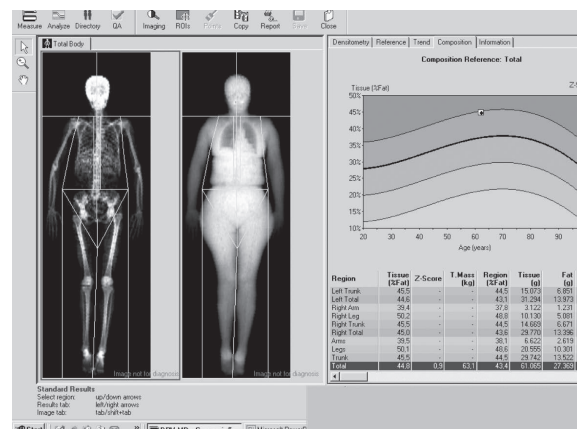 Measure Analyze Directory QA Imaging ROIs Points Copy Report Save Close
Total Body
Densitometry Reference Trend Composition Information
Composition Reference: Total
Tissue (%Fat)
50%
45%
40%
35%
30%
25%
20%
15%
10%
20 30 40 50 60 70 80 90
Age (years)
Region Tissue (%Fat) Z-Score T.Mass (kg) Region (%Fat) Tissue (g) Fat (g)
Left Trunk 45,5 - - 44,5 15.073 6.851
Left Total 44,6 - - 43,1 31.294 13.973
Right Arm 39,4 - - 37,8 3.122 1.231
Right Leg 50,2 - - 48,8 10.130 5.081
Right Trunk 45,5 - - 44,5 14.669 6.671
Right Total 45,0 - - 43,6 29.770 13.396
Arms 39,5 - - 38,1 6.622 2.619
Legs 50,1 - - 48,6 20.555 10.301
Trunk 45,5 - - 44,5 29.742 13.522
Total 44,8 0,9 63,1 43,4 61.065 27.369
Image not for diagnosis
Image not for diagnosis
Standard Results
Select region: up/down arrows
Results tab: left/right arrows
Image tab: tab/shift+tab
Start